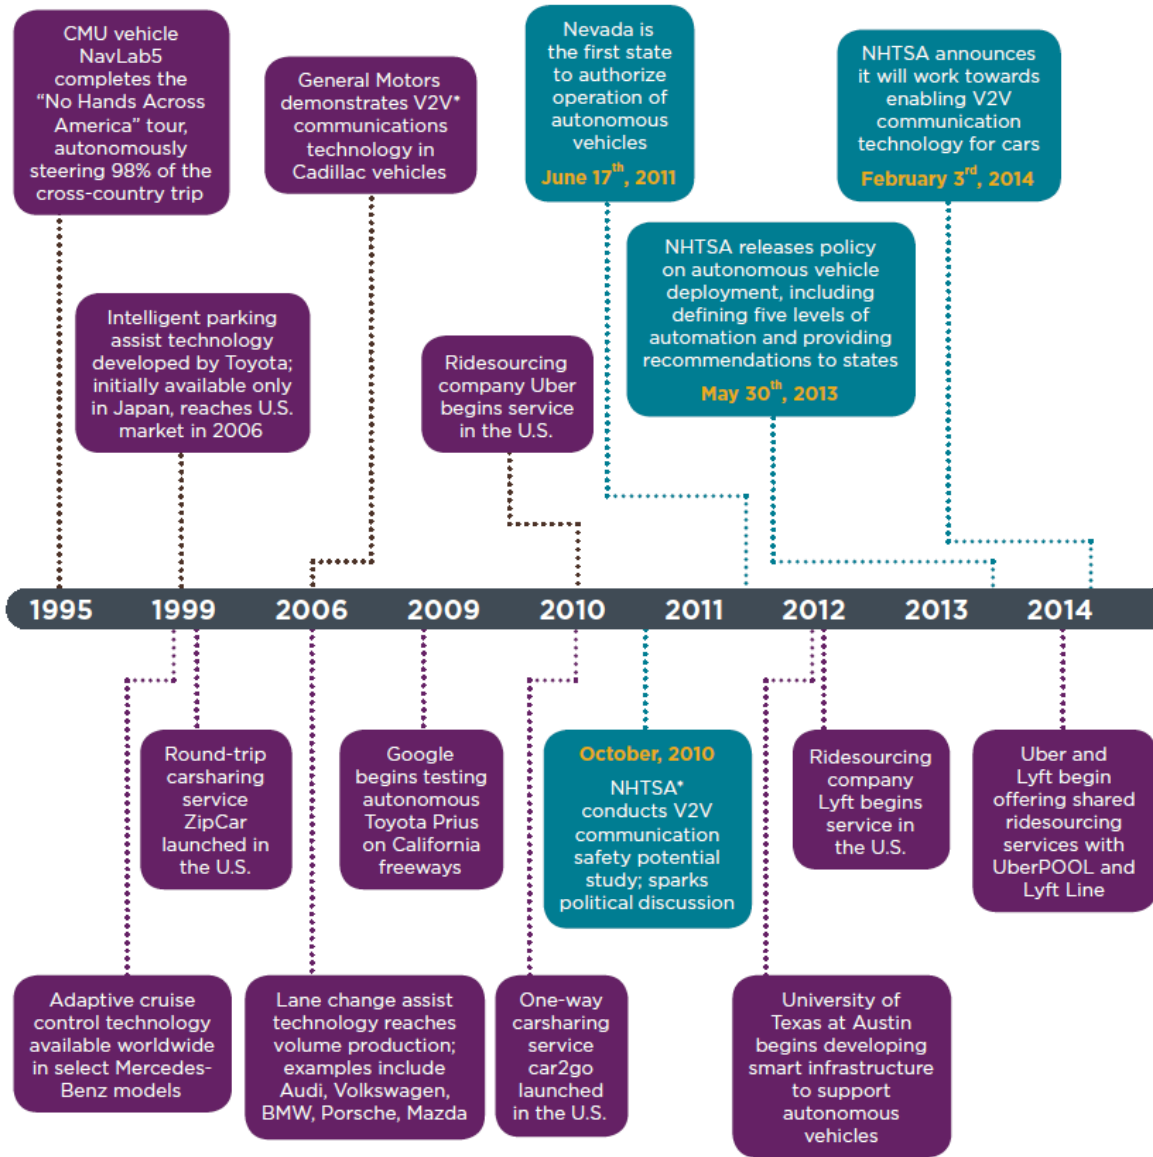 CMU vehicle
NavLab5
completes the
“No Hands Across
America” tour,
autonomously
steering 98% of the
cross-country trip
General Motors
demonstrates V2V*
communications
technology in
Cadillac vehicles
Nevada is
the first state
to authorize
operation of
autonomous
vehicles
June 17th, 2011
NHTSA announces
it will work towards
enabling V2V
communication
technology for cars
February 3rd, 2014
Intelligent parking
assist technology
developed by Toyota;
initially available only
in Japan, reaches U.S.
market in 2006
Ridesourcing
company Uber
begins service
in the U.S.
NHTSA releases policy
on autonomous vehicle
deployment, including
defining five levels of
automation and providing
recommendations to states
May 30th, 2013
1995 1999 2006 2009 2010 2011 2012 2013 2014
Round-trip
carsharing
service
ZipCar
launched in
the U.S.
Google
begins testing
autonomous
Toyota Prius
on California
freeways
October, 2010
NHTSA*
conducts V2V
communication
safety potential
study; sparks
political discussion
Ridesourcing
company
Lyft begins
service in
the U.S.
Uber and
Lyft begin
offering shared
ridesourcing
services with
UberPOOL and
Lyft Line
Adaptive cruise
control technology
available worldwide
in select Mercedes-
Benz models
Lane change assist
technology reaches
volume production;
examples include
Audi, Volkswagen,
BMW, Porsche, Mazda
One-way
carsharing
service
car2go
launched
in the U.S.
University of
Texas at Austin
begins developing
smart infrastructure
to support
autonomous
vehicles